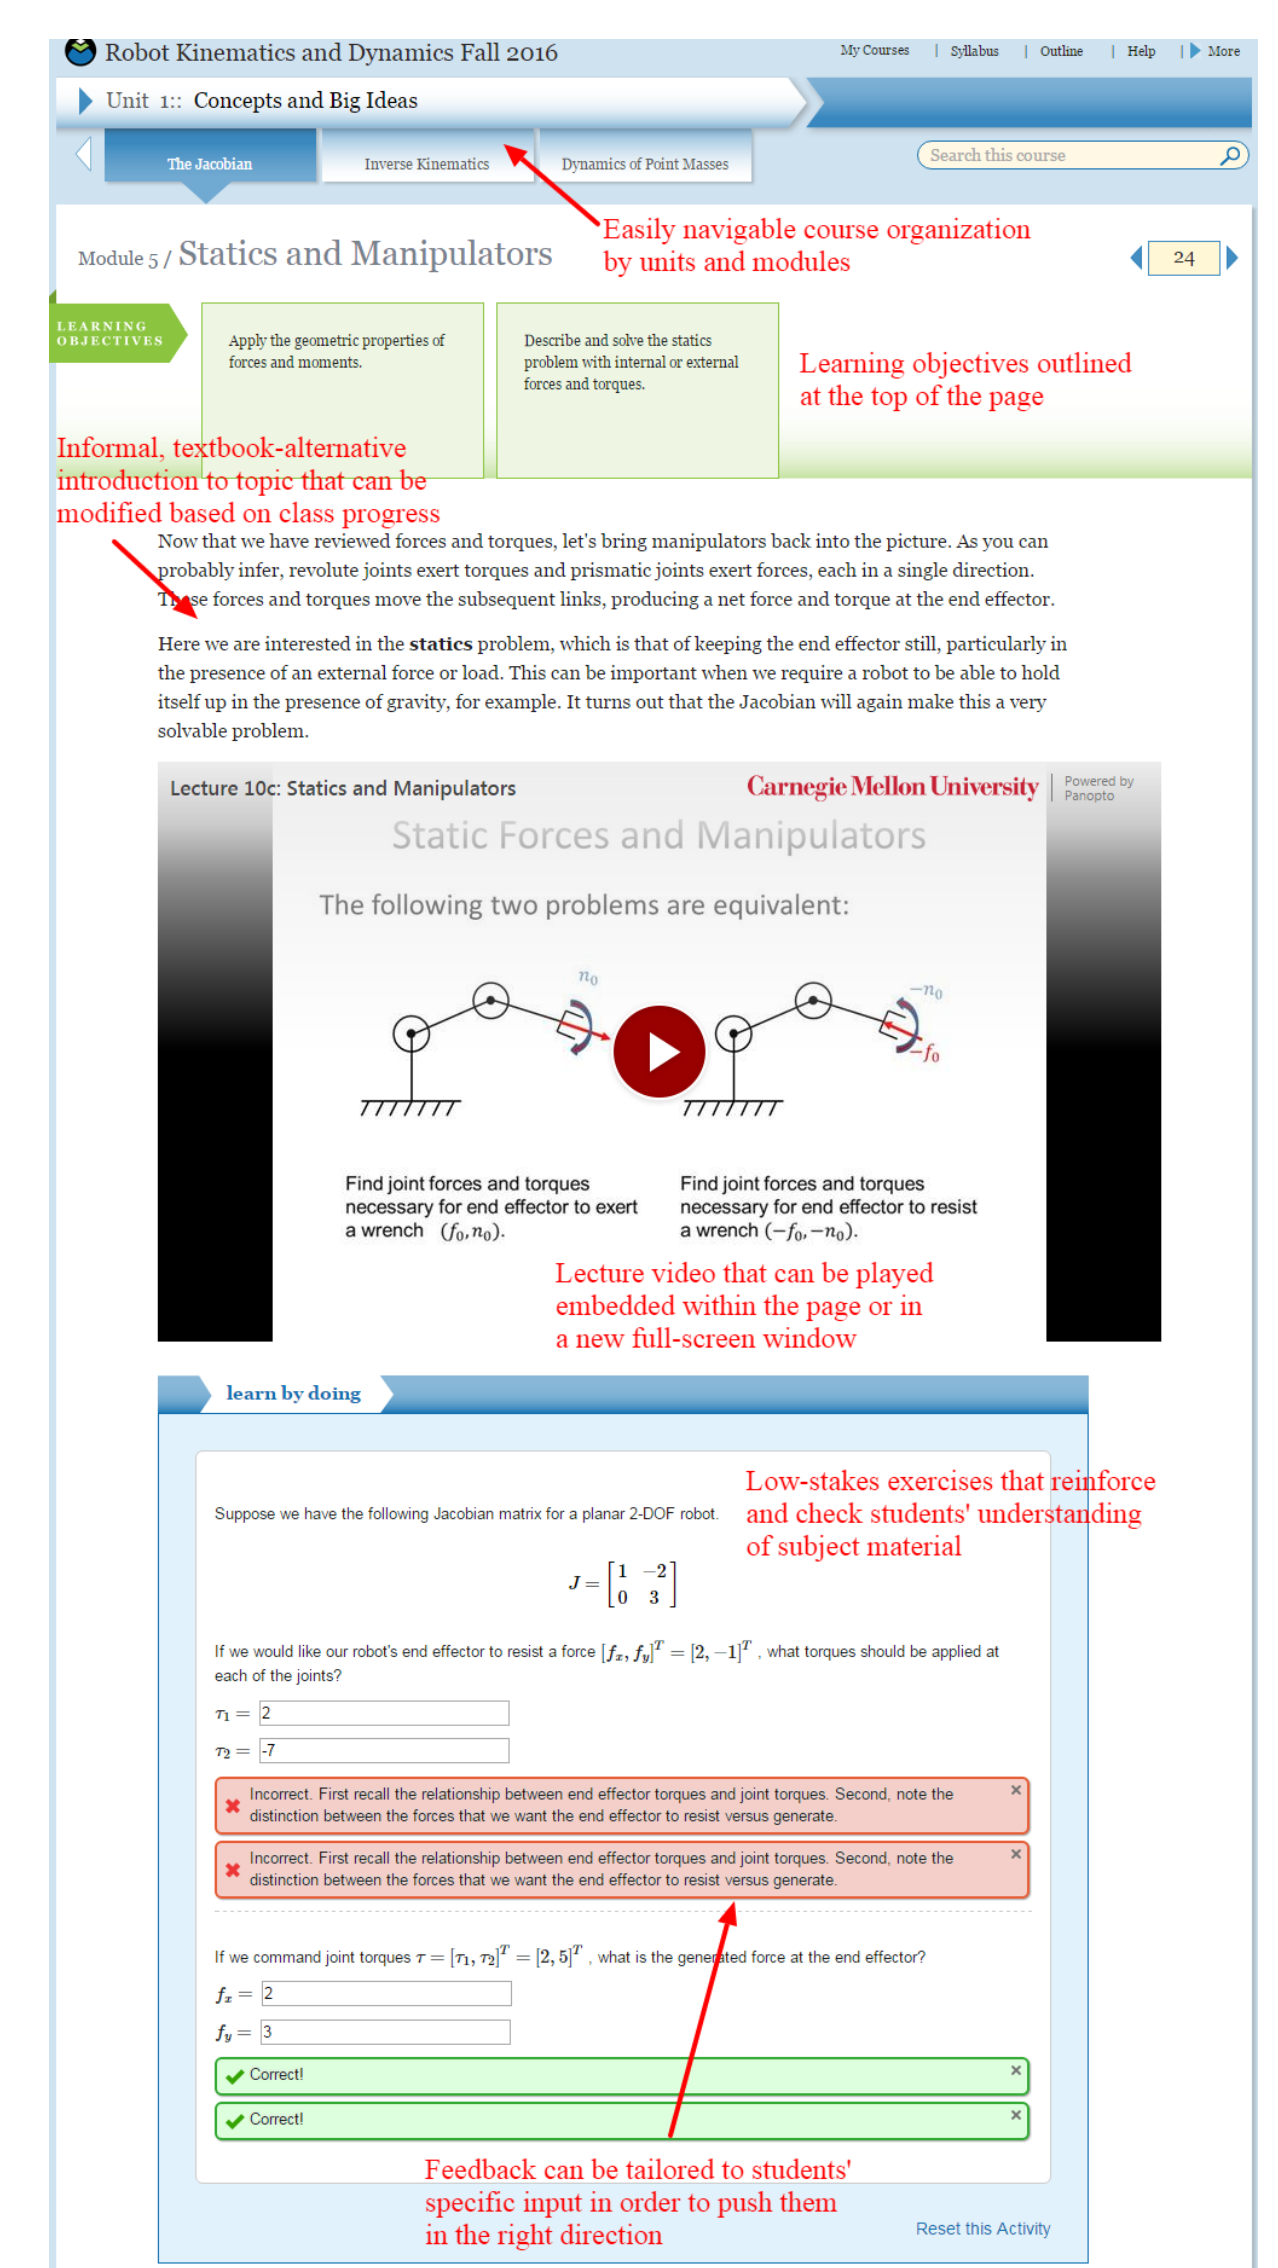 Robot Kinematics and Dynamics Fall 2016
My Courses | Syllabus | Outline | Help | More
Unit 1:: Concepts and Big Ideas
The Jacobian
Inverse Kinematics
Dynamics of Point Masses
Search this course
Easily navigable course organization
by units and modules
Module 5 / Statics and Manipulators
24
LEARNING
OBJECTIVES
Apply the geometric properties of
forces and moments.
Describe and solve the statics
problem with internal or external
forces and torques.
Learning objectives outlined
at the top of the page
Informal, textbook-alternative
introduction to topic that can be
modified based on class progress
Now that we have reviewed forces and torques, let's bring manipulators back into the picture. As you can
probably infer, revolute joints exert torques and prismatic joints exert forces, each in a single direction.
These forces and torques move the subsequent links, producing a net force and torque at the end effector.
Here we are interested in the statics problem, which is that of keeping the end effector still, particularly in
the presence of an external force or load. This can be important when we require a robot to be able to hold
itself up in the presence of gravity, for example. It turns out that the Jacobian will again make this a very
solvable problem.
Lecture 10c: Statics and Manipulators
Carnegie Mellon University
Powered by
Panopto
Static Forces and Manipulators
The following two problems are equivalent:
n₀
−n₀
−f₀
Find joint forces and torques
necessary for end effector to exert
a wrench (f₀, n₀).
Find joint forces and torques
necessary for end effector to resist
a wrench (−f₀, −n₀).
Lecture video that can be played
embedded within the page or in
a new full-screen window
learn by doing
Low-stakes exercises that reinforce
and check students' understanding
of subject material
Suppose we have the following Jacobian matrix for a planar 2-DOF robot.
J = [1 −2
0 3]
If we would like our robot's end effector to resist a force [fₓ, f_y]ᵀ = [2, −1]ᵀ , what torques should be applied at
each of the joints?
τ₁ = 2
τ₂ = -7
Incorrect. First recall the relationship between end effector torques and joint torques. Second, note the
distinction between the forces that we want the end effector to resist versus generate.
Incorrect. First recall the relationship between end effector torques and joint torques. Second, note the
distinction between the forces that we want the end effector to resist versus generate.
If we command joint torques τ = [τ₁, τ₂]ᵀ = [2, 5]ᵀ , what is the generated force at the end effector?
fₓ = 2
f_y = 3
Correct!
Correct!
Feedback can be tailored to students'
specific input in order to push them
in the right direction
Reset this Activity